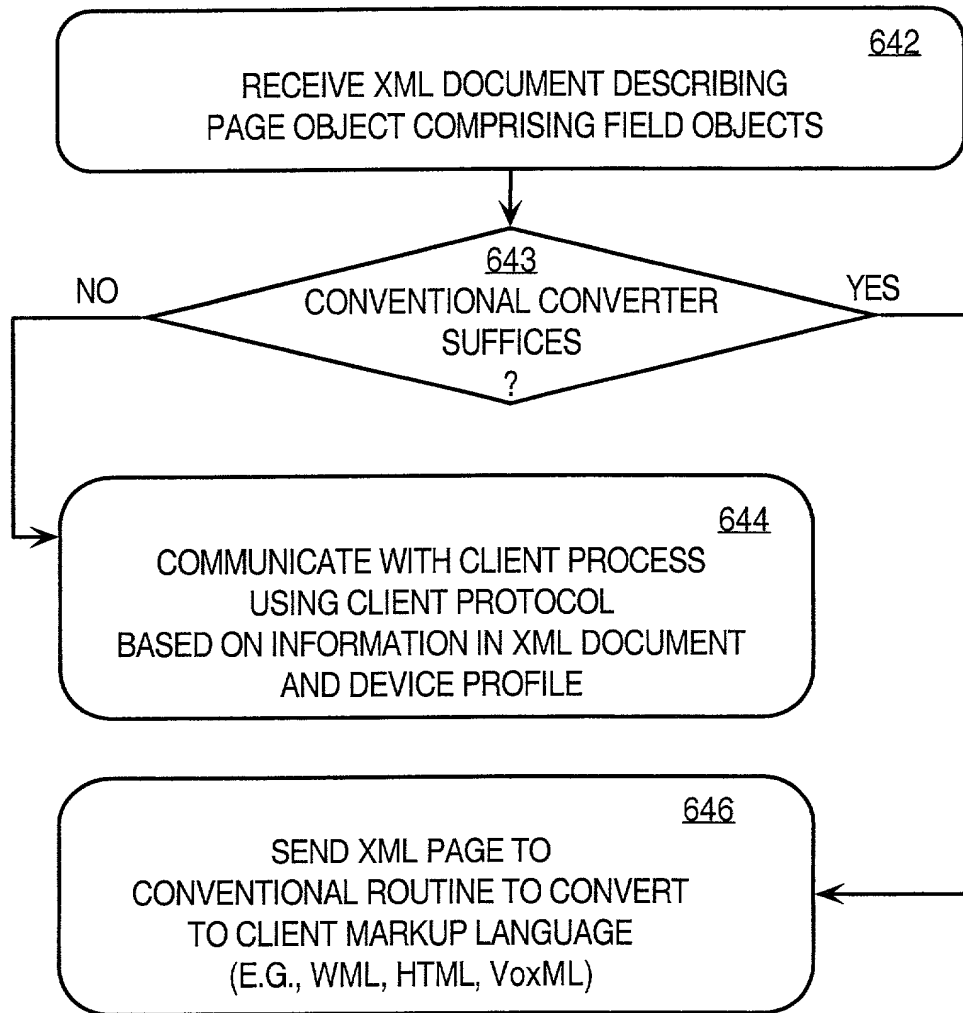 642
RECEIVE XML DOCUMENT DESCRIBING
PAGE OBJECT COMPRISING FIELD OBJECTS
643
NO
YES
CONVENTIONAL CONVERTER
SUFFICES
?
644
COMMUNICATE WITH CLIENT PROCESS
USING CLIENT PROTOCOL
BASED ON INFORMATION IN XML DOCUMENT
AND DEVICE PROFILE
646
SEND XML PAGE TO
CONVENTIONAL ROUTINE TO CONVERT
TO CLIENT MARKUP LANGUAGE
(E.G., WML, HTML, VoxML)